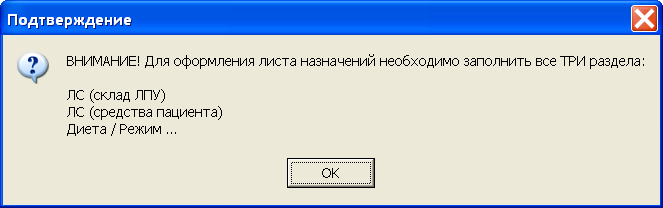 Подтверждение
ВНИМАНИЕ! Для оформления листа назначений необходимо заполнить все ТРИ раздела:
ЛС (склад ЛПУ)
ЛС (средства пациента)
Диета / Режим ...
OK